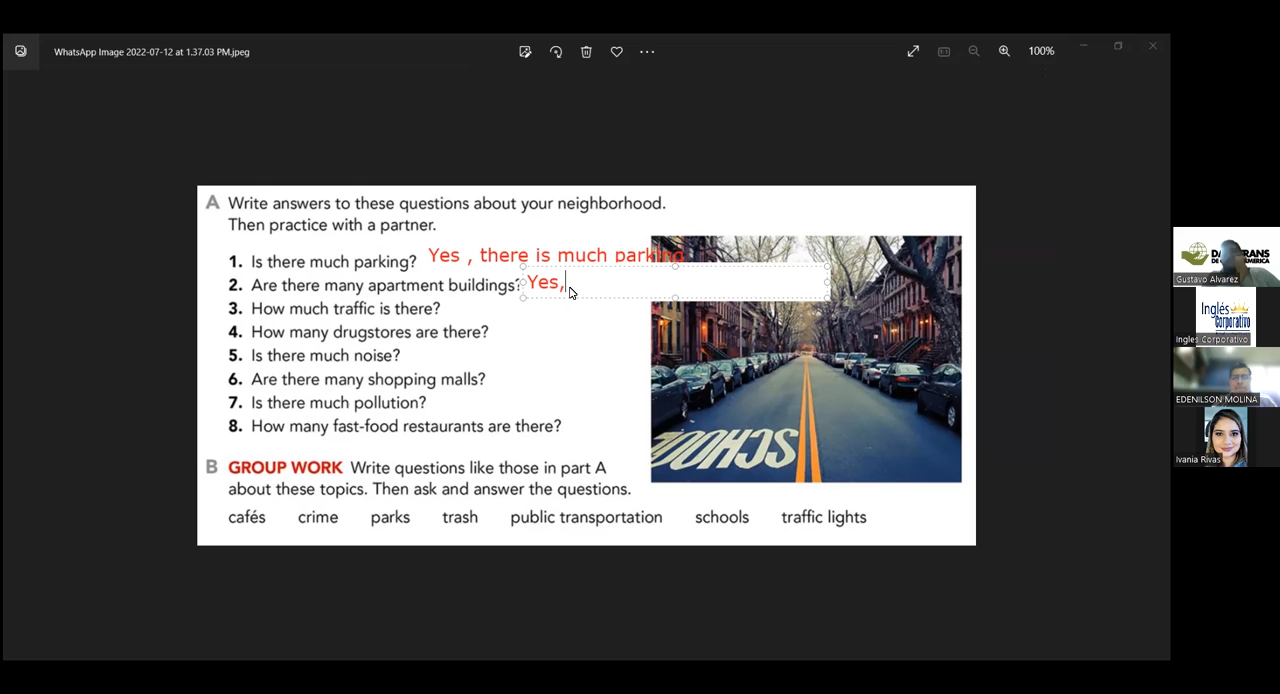 WhatsApp Image 2022-07-12 at 1.37.03 PM.jpeg
100%
A Write answers to these questions about your neighborhood.
Then practice with a partner.
1. Is there much parking? Yes , there is much parking
2. Are there many apartment buildings? Yes,
3. How much traffic is there?
4. How many drugstores are there?
5. Is there much noise?
6. Are there many shopping malls?
7. Is there much pollution?
8. How many fast-food restaurants are there?
SCHOOL
B GROUP WORK Write questions like those in part A
about these topics. Then ask and answer the questions.
cafés crime parks trash public transportation schools traffic lights
Gustavo Alvarez
Inglés
Corporativo
Ingles Corporativo
EDENILSON MOLINA
Ivania Rivas